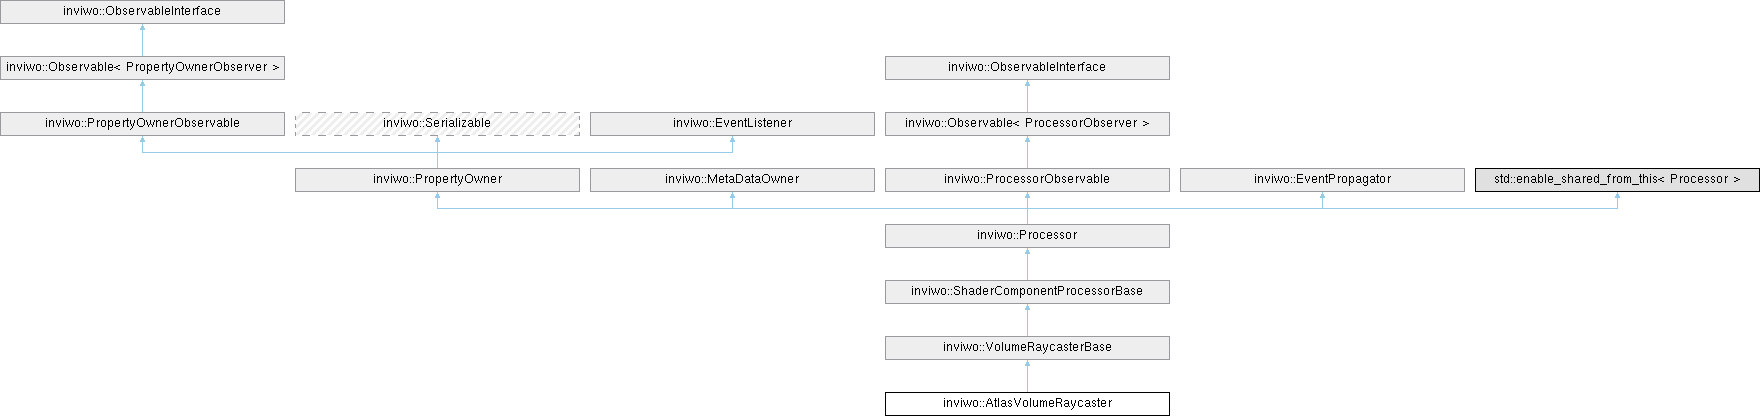 inviwo::ObservableInterface
inviwo::Observable< PropertyOwnerObserver >
inviwo::ObservableInterface
inviwo::PropertyOwnerObservable
inviwo::Serializable
inviwo::EventListener
inviwo::Observable< ProcessorObserver >
inviwo::PropertyOwner
inviwo::MetaDataOwner
inviwo::ProcessorObservable
inviwo::EventPropagator
std::enable_shared_from_this< Processor >
inviwo::Processor
inviwo::ShaderComponentProcessorBase
inviwo::VolumeRaycasterBase
inviwo::AtlasVolumeRaycaster